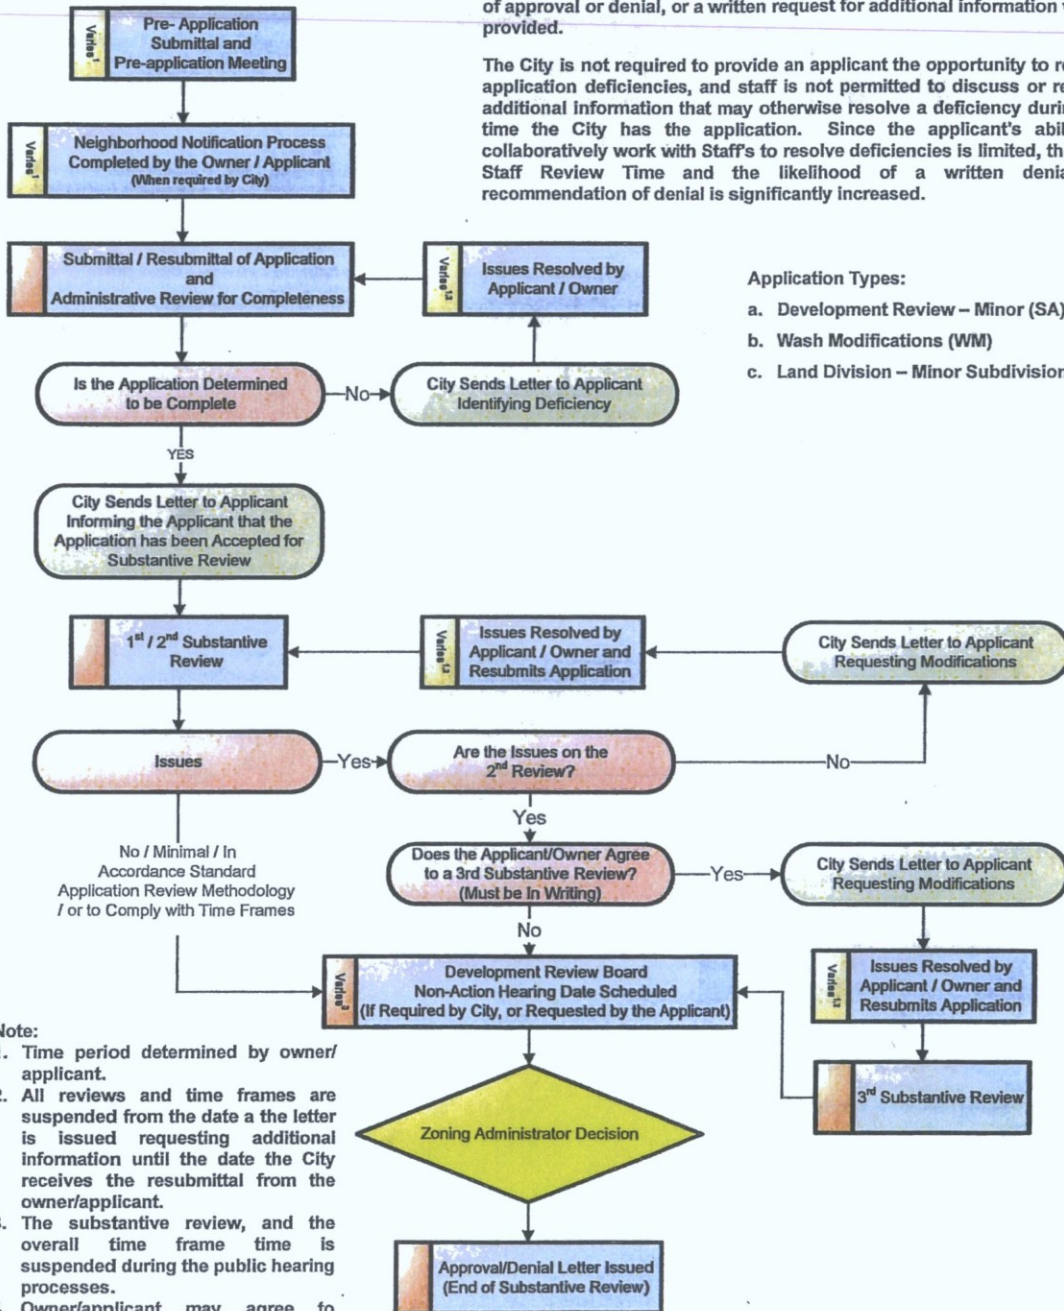 of approval or denial, or a written request for additional information
provided.
The City is not required to provide an applicant the opportunity to
application deficiencies, and staff is not permitted to discuss or
additional information that may otherwise resolve a deficiency
time the City has the application. Since the applicant's
collaboratively work with Staff's to resolve deficiencies is limited,
Staff Review Time and the likelihood of a written
recommendation of denial is significantly increased.
Varies1
Pre- Application
Submittal and
Pre-application Meeting
Varies1
Neighborhood Notification Process
Completed by the Owner / Applicant
(When required by City)
Submittal / Resubmittal of Application
and
Administrative Review for Completeness
Varies1,2
Issues Resolved by
Applicant / Owner
Application Types:
a. Development Review – Minor (SA)
b. Wash Modifications (WM)
c. Land Division – Minor Subdivision
Is the Application Determined
to be Complete
No
City Sends Letter to Applicant
Identifying Deficiency
YES
City Sends Letter to Applicant
Informing the Applicant that the
Application has been Accepted for
Substantive Review
1st / 2nd Substantive
Review
Varies1,2
Issues Resolved by
Applicant / Owner and
Resubmits Application
City Sends Letter to Applicant
Requesting Modifications
Issues
Yes
Are the Issues on the
2nd Review?
No
Yes
No / Minimal / In
Accordance Standard
Application Review Methodology
/ or to Comply with Time Frames
Does the Applicant/Owner Agree
to a 3rd Substantive Review?
(Must be In Writing)
Yes
City Sends Letter to Applicant
Requesting Modifications
No
Varies3
Development Review Board
Non-Action Hearing Date Scheduled
(If Required by City, or Requested by the Applicant)
Varies1,2
Issues Resolved by
Applicant / Owner and
Resubmits Application
3rd Substantive Review
Zoning Administrator Decision
Approval/Denial Letter Issued
(End of Substantive Review)
Note:
1. Time period determined by owner/
applicant.
2. All reviews and time frames are
suspended from the date a the letter
is issued requesting additional
information until the date the City
receives the resubmittal from the
owner/applicant.
3. The substantive review, and the
overall time frame time is
suspended during the public hearing
processes.
Owner/applicant may agree to